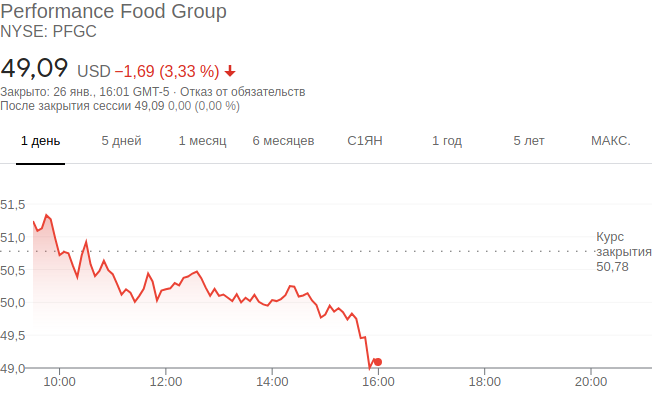 Performance Food Group
NYSE: PFGC
49,09 USD −1,69 (3,33 %)
Закрыто: 26 янв., 16:01 GMT-5 · Отказ от обязательств
После закрытия сессии 49,09 0,00 (0,00 %)
1 день 5 дней 1 месяц 6 месяцев С1ЯН 1 год 5 лет МАКС.
51,5
51,0
50,5
50,0
49,5
49,0
Курс
закрытия
50,78
10:00 12:00 14:00 16:00 18:00 20:00